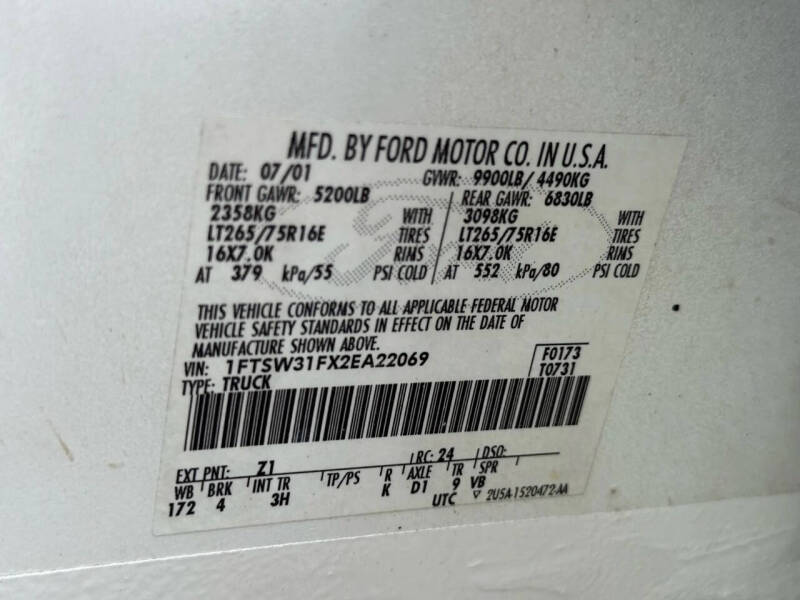 MFD. BY FORD MOTOR CO. IN U.S.A.
DATE: 07/01 GVWR: 9900LB/ 4490KG
FRONT GAWR: 5200LB REAR GAWR: 6830LB
2358KG WITH 3098KG WITH
LT265/75R16E TIRES LT265/75R16E TIRES
16X7.0K RIMS 16X7.0K RIMS
AT 379 kPa/55 PSI COLD AT 552 kPa/80 PSI COLD
THIS VEHICLE CONFORMS TO ALL APPLICABLE FEDERAL MOTOR
VEHICLE SAFETY STANDARDS IN EFFECT ON THE DATE OF
MANUFACTURE SHOWN ABOVE.
VIN: 1FTSW31FX2EA22069 F0173
TYPE: TRUCK T0731
EXT PNT: Z1 RC: 24 DSO:
WB BRK INT TR TP/PS R AXLE TR SPR
172 4 3H K D1 9 VB
UTC 2U5A-1520472-AA